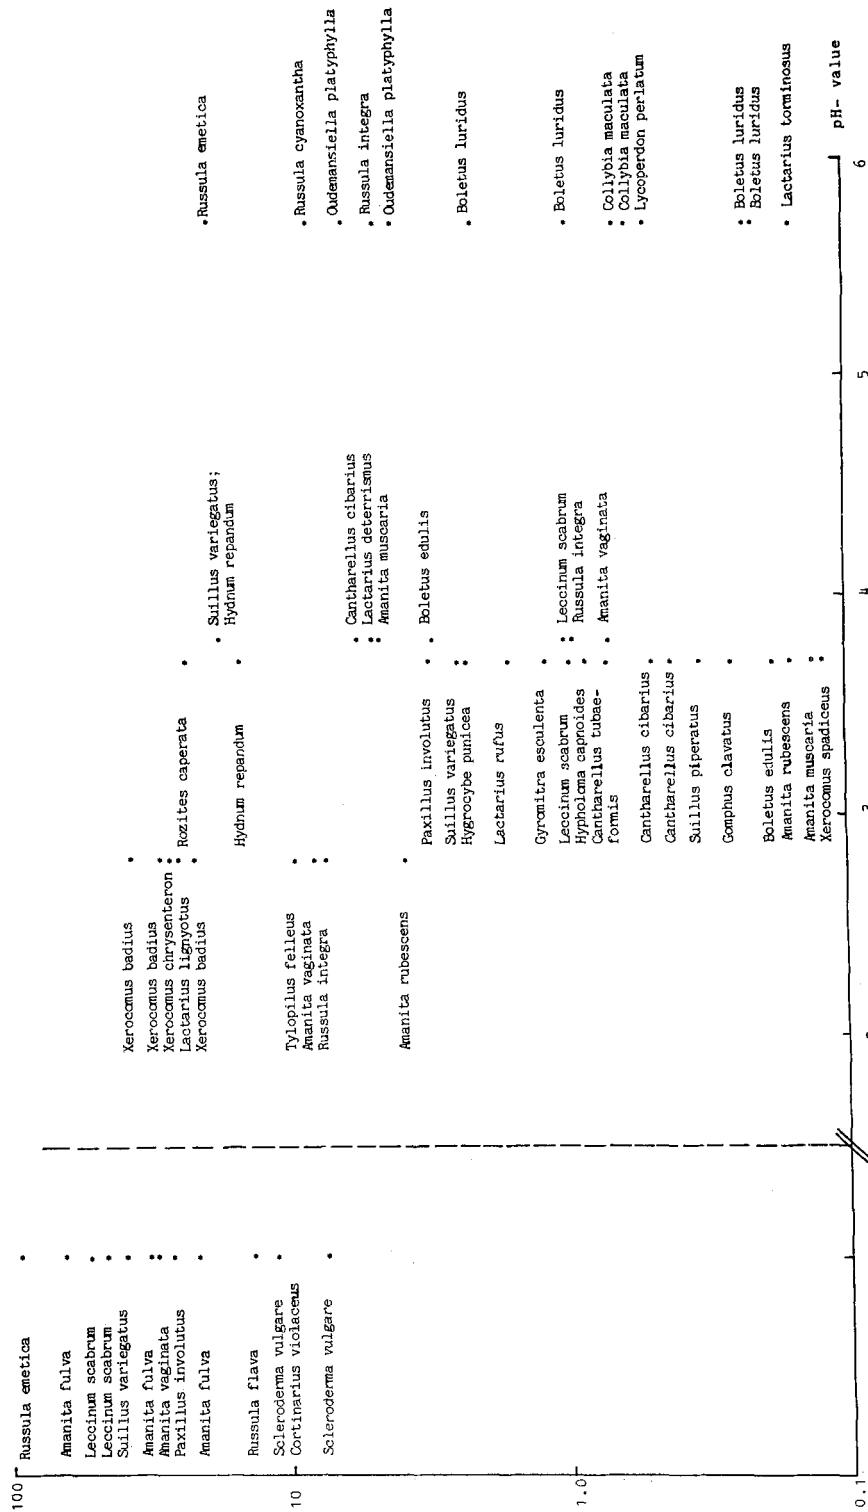 100
10
1.0
0.1
Russula emetica
Amanita fulva
Leccinum scabrum
Leccinum scabrum
Suillus variegatus
Amanita fulva
Amanita vaginata
Paxillus involutus
Amanita fulva
Russula flava
Scleroderma vulgare
Cortinarius violaceus
Scleroderma vulgare
Xerocomus badius
Xerocomus badius
Xerocomus chrysenteron
Lactarius lignyotus
Xerocomus badius
Tylopilus felleus
Amanita vaginata
Russula integra
Amanita rubescens
Rozites caperata
Hydnum repandum
Paxillus involutus
Suillus variegatus
Hygrocybe punicea
Lactarius rufus
Gyromitra esculenta
Leccinum scabrum
Hypholoma capnoides
Cantharellus tubae-
formis
Cantharellus cibarius
Cantharellus cibarius
Suillus piperatus
Gomphus clavatus
Boletus edulis
Amanita rubescens
Amanita muscaria
Xerocomus spadiceus
Suillus variegatus;
Hydnum repandum
Cantharellus cibarius
Lactarius deterrismus
Amanita muscaria
Boletus edulis
Leccinum scabrum
Russula integra
Amanita vaginata
Russula emetica
Russula cyanoxantha
Oudemansiella platyphylla
Russula integra
Oudemansiella platyphylla
Boletus luridus
Boletus luridus
Collybia maculata
Collybia maculata
Lycoperdon perlatum
Boletus luridus
Boletus luridus
Lactarius torminosus
3
4
5
6
pH- value